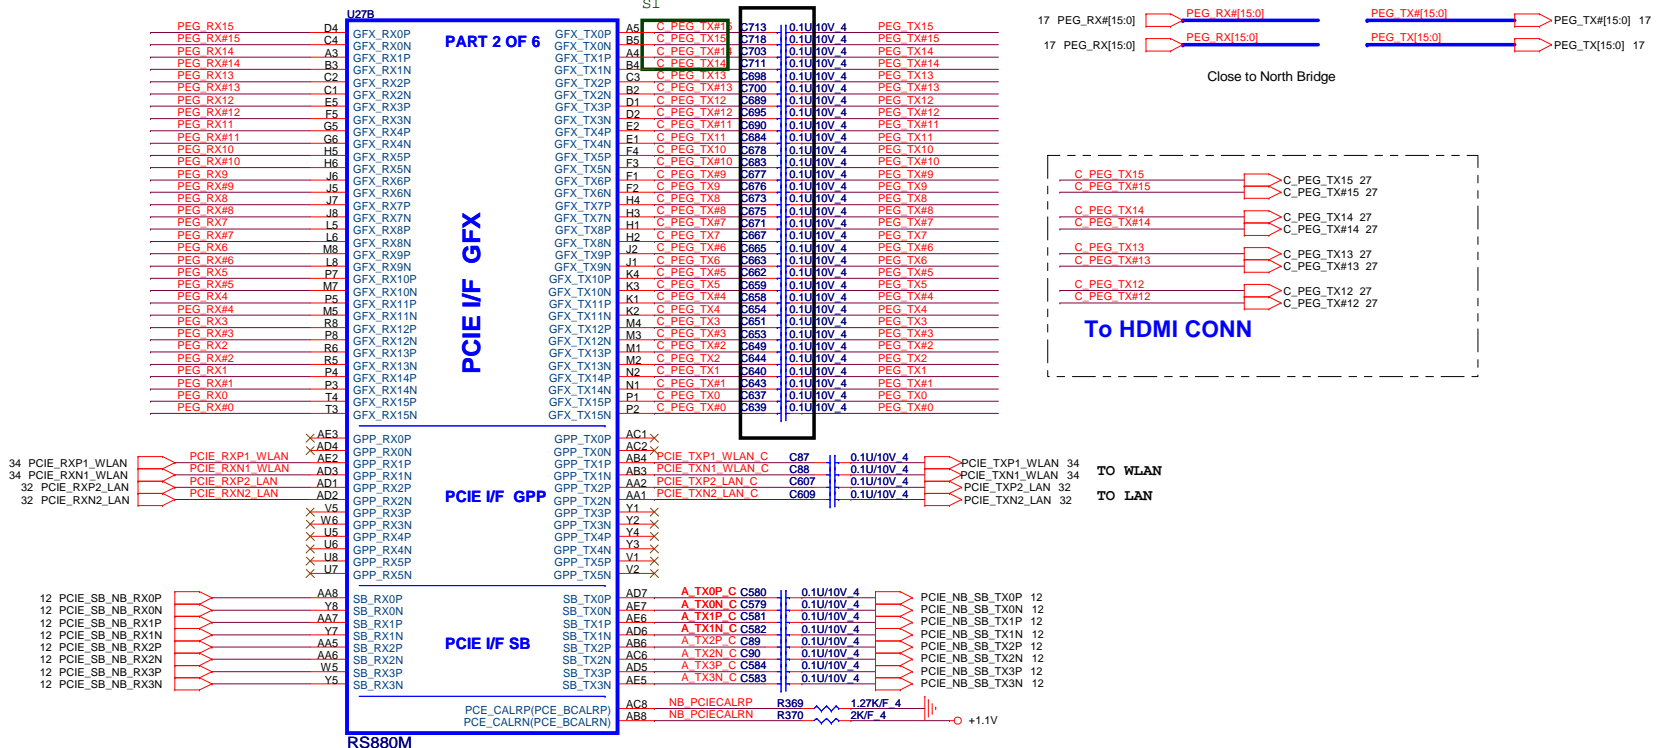 S1
U27B
PART 2 OF 6
PCIE I/F GFX
PEG_RX15 D4 GFX_RX0P GFX_TX0P A5 C_PEG_TX#15 C713 0.1U/10V_4 PEG_TX15
PEG_RX#15 C4 GFX_RX0N GFX_TX0N B5 C_PEG_TX15 C718 0.1U/10V_4 PEG_TX#15
PEG_RX14 A3 GFX_RX1P GFX_TX1P A4 C_PEG_TX#14 C703 0.1U/10V_4 PEG_TX14
PEG_RX#14 B3 GFX_RX1N GFX_TX1N B4 C_PEG_TX14 C711 0.1U/10V_4 PEG_TX#14
PEG_RX13 C2 GFX_RX2P GFX_TX2P C3 C_PEG_TX13 C698 0.1U/10V_4 PEG_TX13
PEG_RX#13 C1 GFX_RX2N GFX_TX2N B2 C_PEG_TX#13 C700 0.1U/10V_4 PEG_TX#13
PEG_RX12 E5 GFX_RX3P GFX_TX3P D1 C_PEG_TX12 C689 0.1U/10V_4 PEG_TX12
PEG_RX#12 F5 GFX_RX3N GFX_TX3N D2 C_PEG_TX#12 C695 0.1U/10V_4 PEG_TX#12
PEG_RX11 G5 GFX_RX4P GFX_TX4P E2 C_PEG_TX#11 C690 0.1U/10V_4 PEG_TX#11
PEG_RX#11 G6 GFX_RX4N GFX_TX4N E1 C_PEG_TX11 C684 0.1U/10V_4 PEG_TX11
PEG_RX10 H5 GFX_RX5P GFX_TX5P F4 C_PEG_TX10 C678 0.1U/10V_4 PEG_TX10
PEG_RX#10 H6 GFX_RX5N GFX_TX5N F3 C_PEG_TX#10 C683 0.1U/10V_4 PEG_TX#10
PEG_RX9 J6 GFX_RX6P GFX_TX6P F1 C_PEG_TX#9 C677 0.1U/10V_4 PEG_TX#9
PEG_RX#9 J5 GFX_RX6N GFX_TX6N F2 C_PEG_TX9 C676 0.1U/10V_4 PEG_TX9
PEG_RX8 J7 GFX_RX7P GFX_TX7P H4 C_PEG_TX8 C673 0.1U/10V_4 PEG_TX8
PEG_RX#8 J8 GFX_RX7N GFX_TX7N H3 C_PEG_TX#8 C675 0.1U/10V_4 PEG_TX#8
PEG_RX7 L5 GFX_RX8P GFX_TX8P H1 C_PEG_TX#7 C671 0.1U/10V_4 PEG_TX#7
PEG_RX#7 L6 GFX_RX8N GFX_TX8N H2 C_PEG_TX7 C667 0.1U/10V_4 PEG_TX7
PEG_RX6 M8 GFX_RX9P GFX_TX9P J2 C_PEG_TX#6 C665 0.1U/10V_4 PEG_TX#6
PEG_RX#6 L8 GFX_RX9N GFX_TX9N J1 C_PEG_TX6 C663 0.1U/10V_4 PEG_TX6
PEG_RX5 P7 GFX_RX10P GFX_TX10P K4 C_PEG_TX#5 C662 0.1U/10V_4 PEG_TX#5
PEG_RX#5 M7 GFX_RX10N GFX_TX10N K3 C_PEG_TX5 C659 0.1U/10V_4 PEG_TX5
PEG_RX4 P5 GFX_RX11P GFX_TX11P K1 C_PEG_TX#4 C658 0.1U/10V_4 PEG_TX#4
PEG_RX#4 M5 GFX_RX11N GFX_TX11N K2 C_PEG_TX4 C654 0.1U/10V_4 PEG_TX4
PEG_RX3 R8 GFX_RX12P GFX_TX12P M4 C_PEG_TX3 C651 0.1U/10V_4 PEG_TX3
PEG_RX#3 P8 GFX_RX12N GFX_TX12N M3 C_PEG_TX#3 C653 0.1U/10V_4 PEG_TX#3
PEG_RX2 R6 GFX_RX13P GFX_TX13P M1 C_PEG_TX#2 C649 0.1U/10V_4 PEG_TX#2
PEG_RX#2 R5 GFX_RX13N GFX_TX13N M2 C_PEG_TX2 C644 0.1U/10V_4 PEG_TX2
PEG_RX1 P4 GFX_RX14P GFX_TX14P N2 C_PEG_TX1 C640 0.1U/10V_4 PEG_TX1
PEG_RX#1 P3 GFX_RX14N GFX_TX14N N1 C_PEG_TX#1 C643 0.1U/10V_4 PEG_TX#1
PEG_RX0 T4 GFX_RX15P GFX_TX15P P1 C_PEG_TX0 C637 0.1U/10V_4 PEG_TX0
PEG_RX#0 T3 GFX_RX15N GFX_TX15N P2 C_PEG_TX#0 C639 0.1U/10V_4 PEG_TX#0
AE3 GPP_RX0P GPP_TX0P AC1
AD4 GPP_RX0N GPP_TX0N AC2
34 PCIE_RXP1_WLAN PCIE_RXP1_WLAN AE2 GPP_RX1P GPP_TX1P AB4 PCIE_TXP1_WLAN_C C87 0.1U/10V_4 PCIE_TXP1_WLAN 34
34 PCIE_RXN1_WLAN PCIE_RXN1_WLAN AD3 GPP_RX1N GPP_TX1N AB3 PCIE_TXN1_WLAN_C C88 0.1U/10V_4 PCIE_TXN1_WLAN 34
TO WLAN
32 PCIE_RXP2_LAN PCIE_RXP2_LAN AD1 GPP_RX2P GPP_TX2P AA2 PCIE_TXP2_LAN_C C607 0.1U/10V_4 PCIE_TXP2_LAN 32
32 PCIE_RXN2_LAN PCIE_RXN2_LAN AD2 GPP_RX2N GPP_TX2N AA1 PCIE_TXN2_LAN_C C609 0.1U/10V_4 PCIE_TXN2_LAN 32
TO LAN
PCIE I/F GPP
V5 GPP_RX3P GPP_TX3P Y1
W6 GPP_RX3N GPP_TX3N Y2
U5 GPP_RX4P GPP_TX4P Y4
U6 GPP_RX4N GPP_TX4N Y3
U8 GPP_RX5P GPP_TX5P V1
U7 GPP_RX5N GPP_TX5N V2
12 PCIE_SB_NB_RX0P AA8 SB_RX0P SB_TX0P AD7 A_TX0P_C C580 0.1U/10V_4 PCIE_NB_SB_TX0P 12
12 PCIE_SB_NB_RX0N Y8 SB_RX0N SB_TX0N AE7 A_TX0N_C C579 0.1U/10V_4 PCIE_NB_SB_TX0N 12
12 PCIE_SB_NB_RX1P AA7 SB_RX1P SB_TX1P AE6 A_TX1P_C C581 0.1U/10V_4 PCIE_NB_SB_TX1P 12
12 PCIE_SB_NB_RX1N Y7 SB_RX1N SB_TX1N AD6 A_TX1N_C C582 0.1U/10V_4 PCIE_NB_SB_TX1N 12
12 PCIE_SB_NB_RX2P AA5 SB_RX2P SB_TX2P AB6 A_TX2P_C C89 0.1U/10V_4 PCIE_NB_SB_TX2P 12
12 PCIE_SB_NB_RX2N AA6 SB_RX2N SB_TX2N AC6 A_TX2N_C C90 0.1U/10V_4 PCIE_NB_SB_TX2N 12
12 PCIE_SB_NB_RX3P W5 SB_RX3P SB_TX3P AD5 A_TX3P_C C584 0.1U/10V_4 PCIE_NB_SB_TX3P 12
12 PCIE_SB_NB_RX3N Y5 SB_RX3N SB_TX3N AE5 A_TX3N_C C583 0.1U/10V_4 PCIE_NB_SB_TX3N 12
PCIE I/F SB
PCE_CALRP(PCE_BCALRP) AC8 NB_PCIECALRP R369 1.27K/F_4
PCE_CALRN(PCE_BCALRN) AB8 NB_PCIECALRN R370 2K/F_4 +1.1V
RS880M
17 PEG_RX#[15:0] PEG_RX#[15:0] PEG_TX#[15:0] PEG_TX#[15:0] 17
17 PEG_RX[15:0] PEG_RX[15:0] PEG_TX[15:0] PEG_TX[15:0] 17
Close to North Bridge
C_PEG_TX15 C_PEG_TX15 27
C_PEG_TX#15 C_PEG_TX#15 27
C_PEG_TX14 C_PEG_TX14 27
C_PEG_TX#14 C_PEG_TX#14 27
C_PEG_TX13 C_PEG_TX13 27
C_PEG_TX#13 C_PEG_TX#13 27
C_PEG_TX12 C_PEG_TX12 27
C_PEG_TX#12 C_PEG_TX#12 27
To HDMI CONN